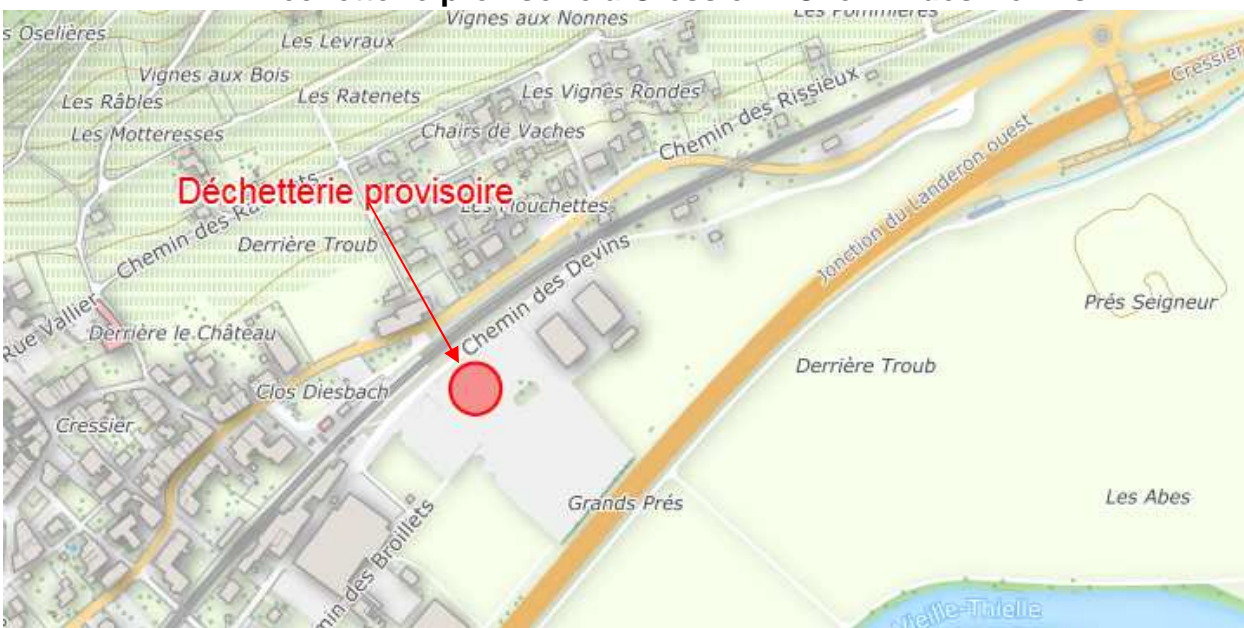 Vignes aux Nonnes
Oselières
Les Levraux
Vignes aux Bois
Les Râbles
Les Ratenets
Les Vignes Rondes
Cressier
Les Motteresses
Chairs de Vaches
Chemin des Rissieux
Déchetterie provisoire
Chemin des
Derrière Troub
Chemin des Devins
Jonction du Landeron ouest
Prés Seigneur
Rue Vallier
Derrière le Château
Derrière Troub
Clos Diesbach
Cressier
Grands Prés
Les Abes
des Broillets
Vieille-Thielle